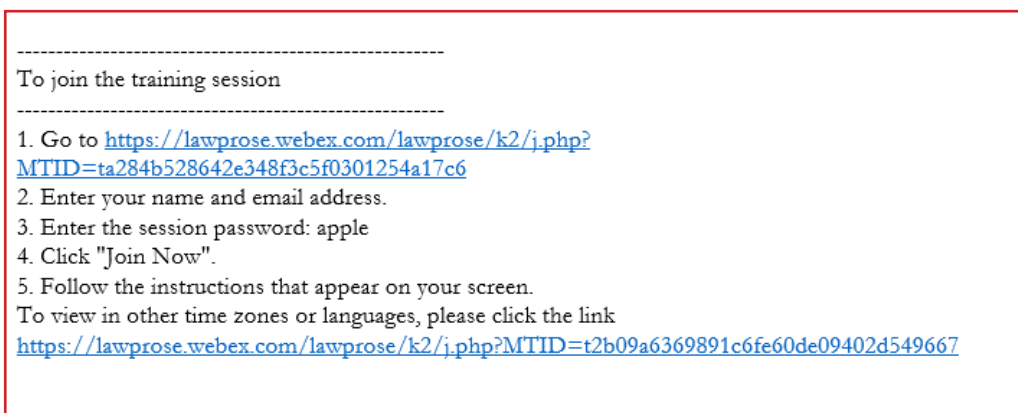 -------------------------------------------------------
To join the training session
-------------------------------------------------------
1. Go to https://lawprose.webex.com/lawprose/k2/j.php?
MTID=ta284b528642e348f3c5f0301254a17c6
2. Enter your name and email address.
3. Enter the session password: apple
4. Click "Join Now".
5. Follow the instructions that appear on your screen.
To view in other time zones or languages, please click the link
https://lawprose.webex.com/lawprose/k2/j.php?MTID=t2b09a6369891c6fe60de09402d549667